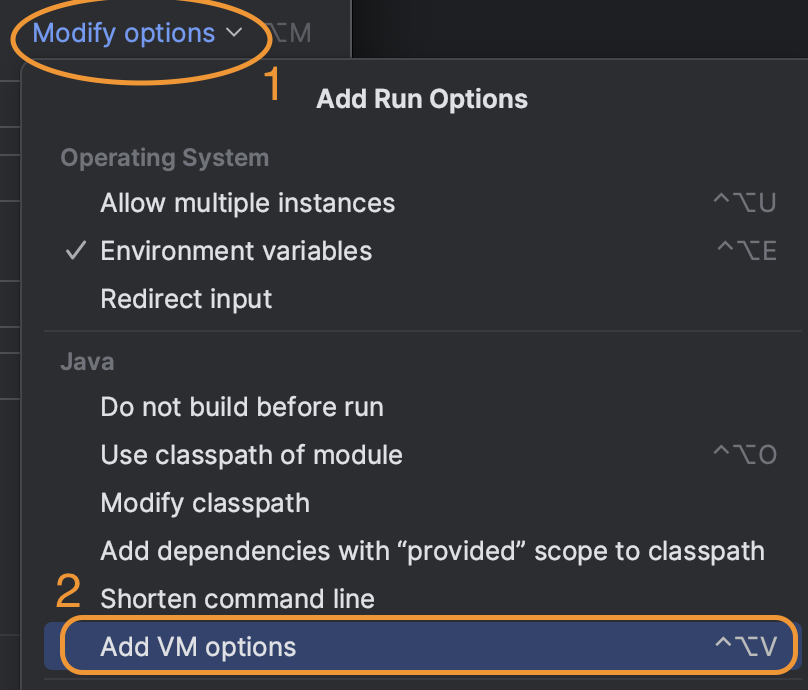 Modify options ⌥M
1
Add Run Options
Operating System
Allow multiple instances ^⌥U
✓ Environment variables ^⌥E
Redirect input
Java
Do not build before run
Use classpath of module ^⌥O
Modify classpath
Add dependencies with “provided” scope to classpath
2
Shorten command line
Add VM options ^⌥V